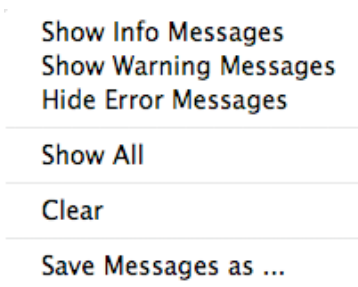 Show Info Messages
Show Warning Messages
Hide Error Messages
Show All
Clear
Save Messages as ...